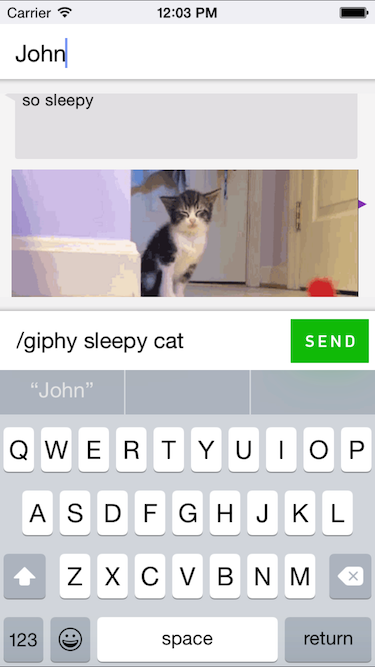 Carrier 12:03 PM
John
so sleepy
/giphy sleepy cat SEND
“John”
Q W E R T Y U I O P
A S D F G H J K L
Z X C V B N M
123 space return